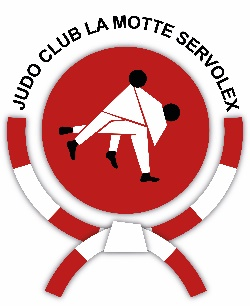 JUDO CLUB LA MOTTE SERVOLEX